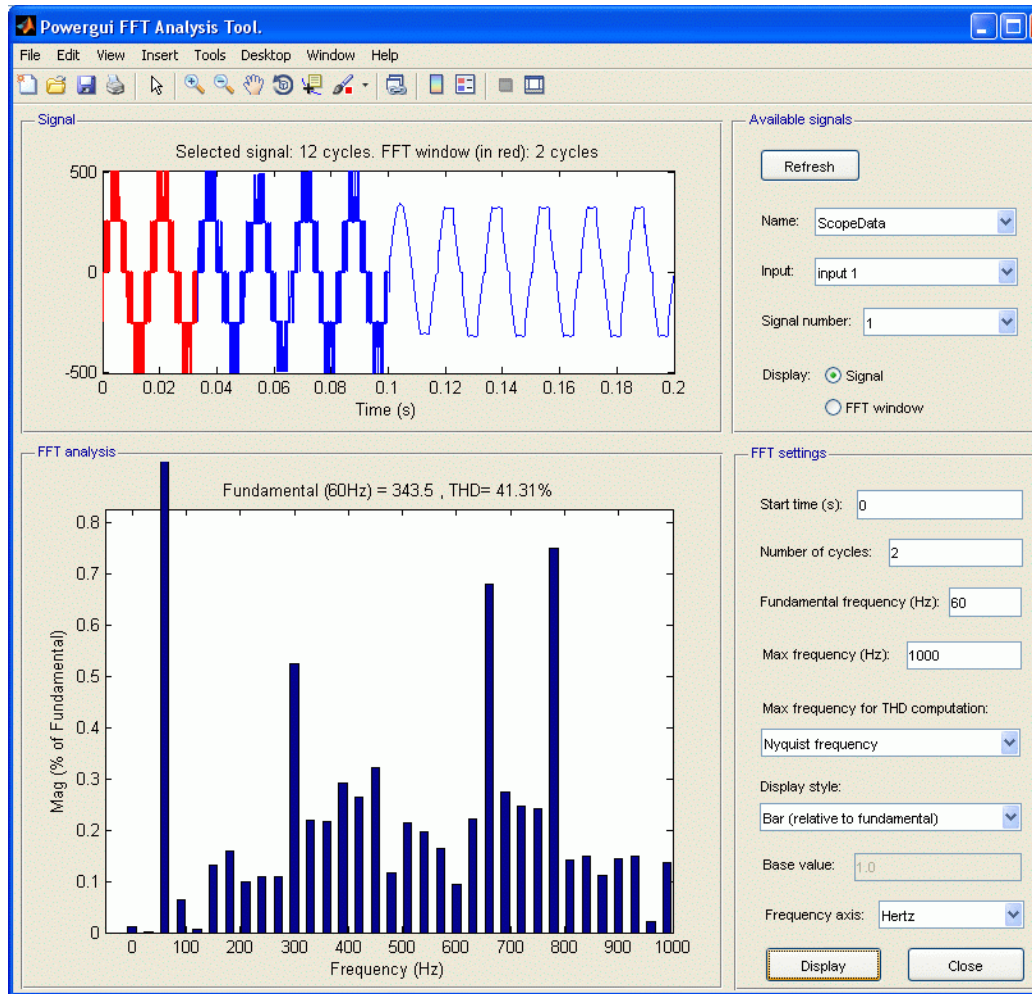 Powergui FFT Analysis Tool.
File Edit View Insert Tools Desktop Window Help
Signal
Selected signal: 12 cycles. FFT window (in red): 2 cycles
500
0
-500
0 0.02 0.04 0.06 0.08 0.1 0.12 0.14 0.16 0.18 0.2
Time (s)
Available signals
Refresh
Name: ScopeData
Input: input 1
Signal number: 1
Display: Signal
FFT window
FFT analysis
Fundamental (60Hz) = 343.5 , THD= 41.31%
0.8
0.7
0.6
0.5
0.4
0.3
0.2
0.1
0
Mag (% of Fundamental)
0 100 200 300 400 500 600 700 800 900 1000
Frequency (Hz)
FFT settings
Start time (s): 0
Number of cycles: 2
Fundamental frequency (Hz): 60
Max frequency (Hz): 1000
Max frequency for THD computation:
Nyquist frequency
Display style:
Bar (relative to fundamental)
Base value: 1.0
Frequency axis: Hertz
Display Close